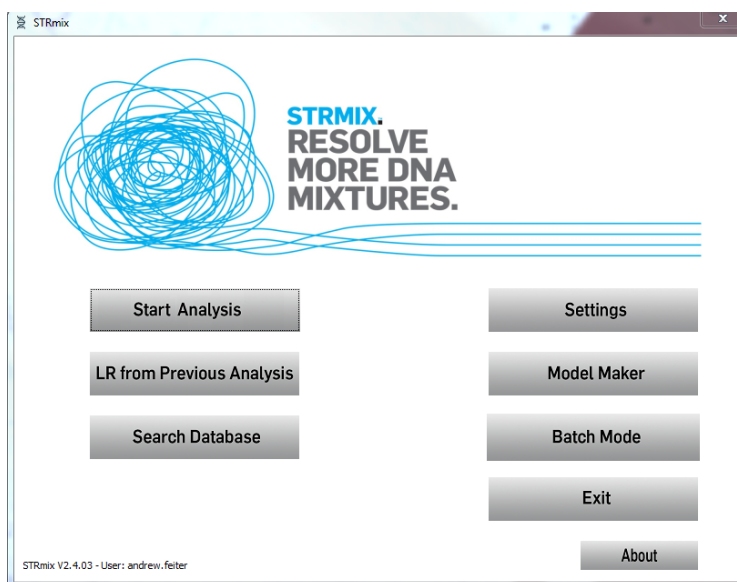 STRmix
x
STRMIX.
RESOLVE
MORE DNA
MIXTURES.
Start Analysis
Settings
LR from Previous Analysis
Model Maker
Search Database
Batch Mode
Exit
About
STRmix V2.4.03 - User: andrew.feiter